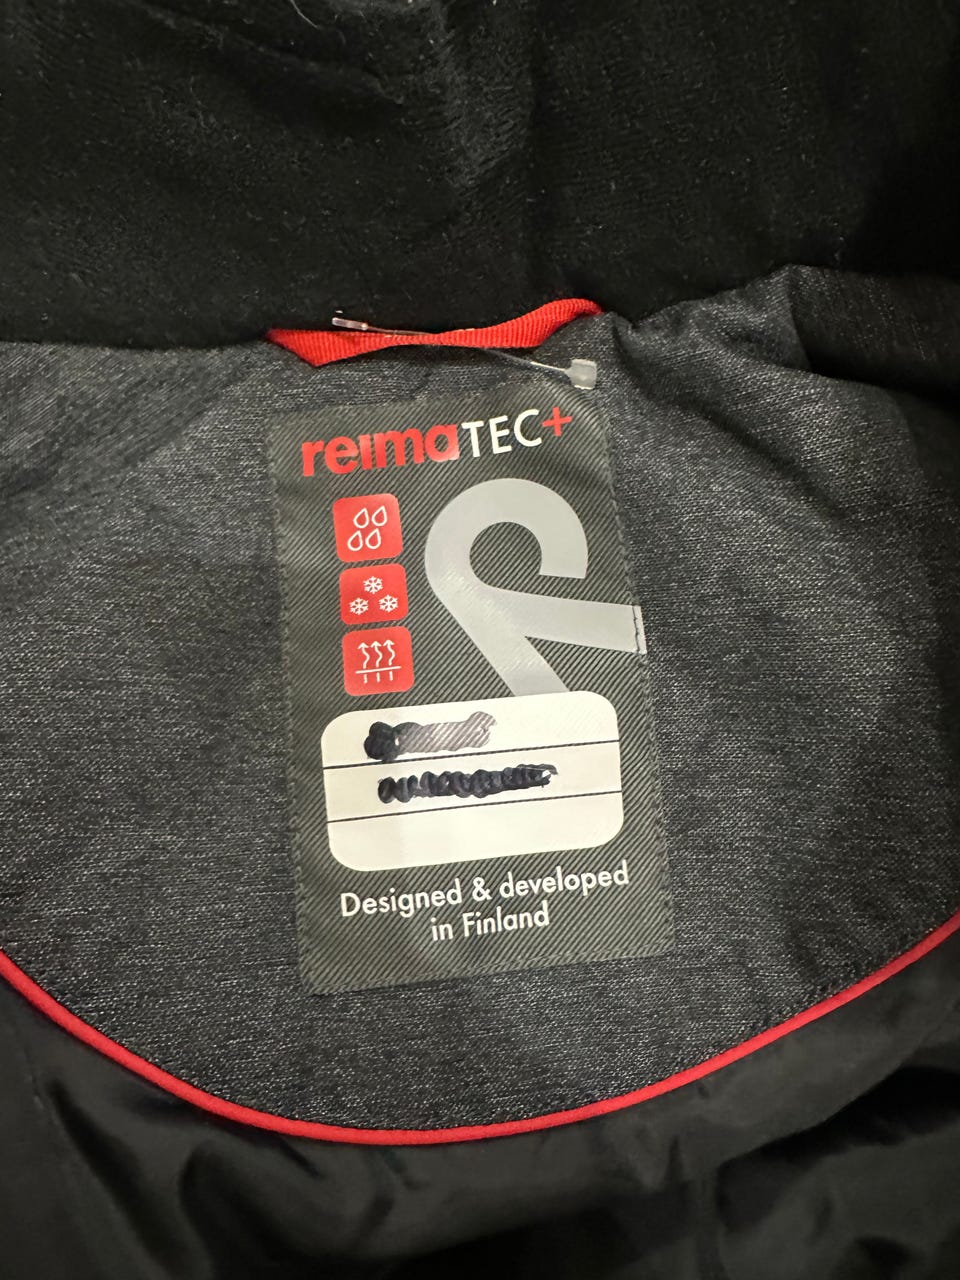 reimaTEC+
Designed & developed
in Finland